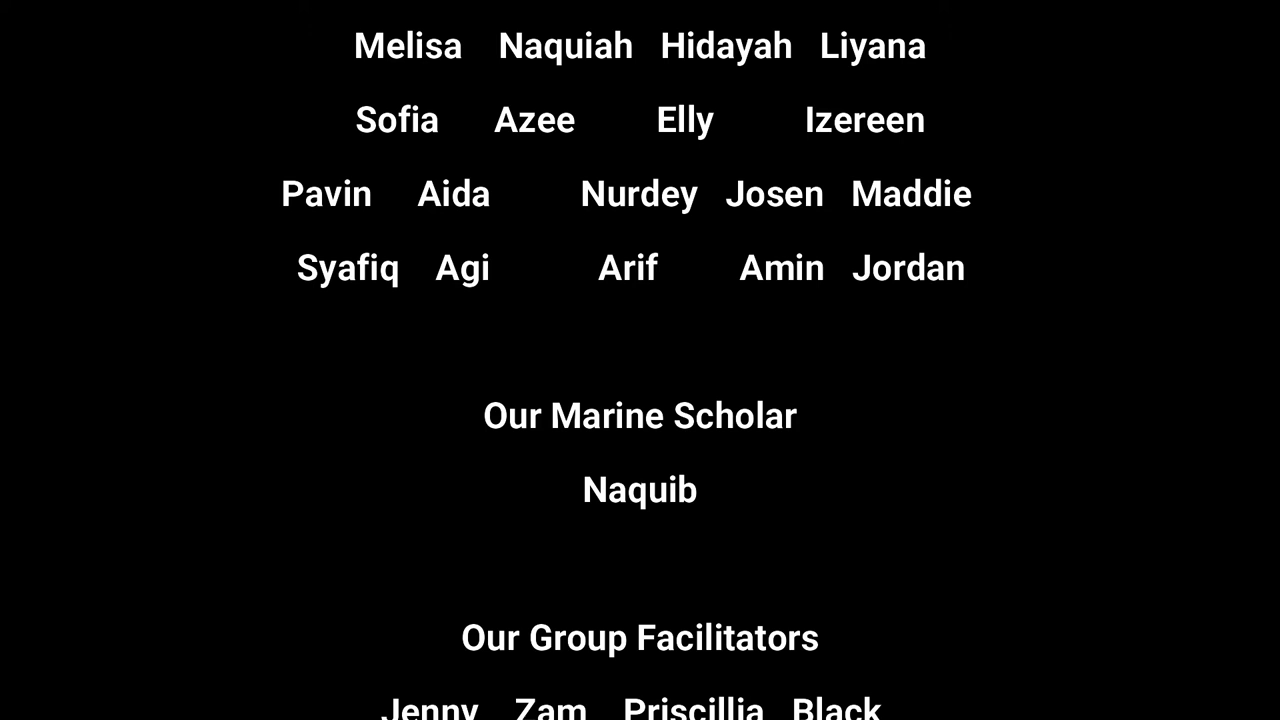 Melisa Naquiah Hidayah Liyana
Sofia Azee Elly Izereen
Pavin Aida Nurdey Josen Maddie
Syafiq Agi Arif Amin Jordan
Our Marine Scholar
Naquib
Our Group Facilitators
Jenny Zam Priscillia Black